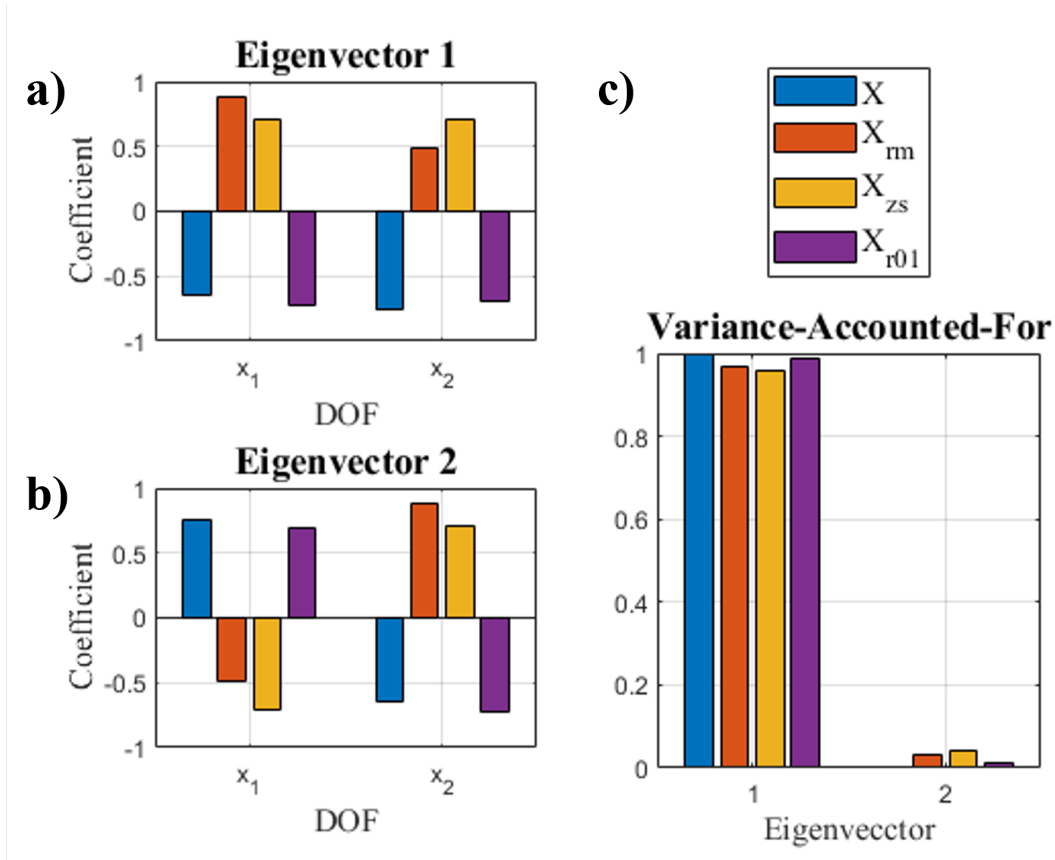 a)
Eigenvector 1
1
0.5
0
-0.5
-1
Coefficient
x1
x2
DOF
b)
Eigenvector 2
1
0.5
0
-0.5
-1
Coefficient
x1
x2
DOF
c)
X
Xrm
Xzs
Xr01
Variance-Accounted-For
1
0.8
0.6
0.4
0.2
0
1
2
Eigenvecctor